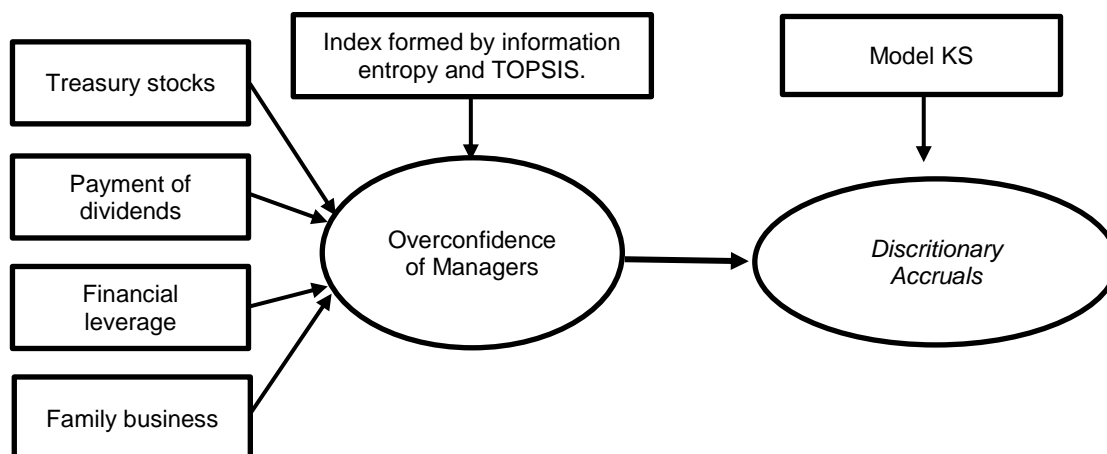 Treasury stocks
Index formed by information
entropy and TOPSIS.
Model KS
Payment of
dividends
Overconfidence
of Managers
Discritionary
Accruals
Financial
leverage
Family business